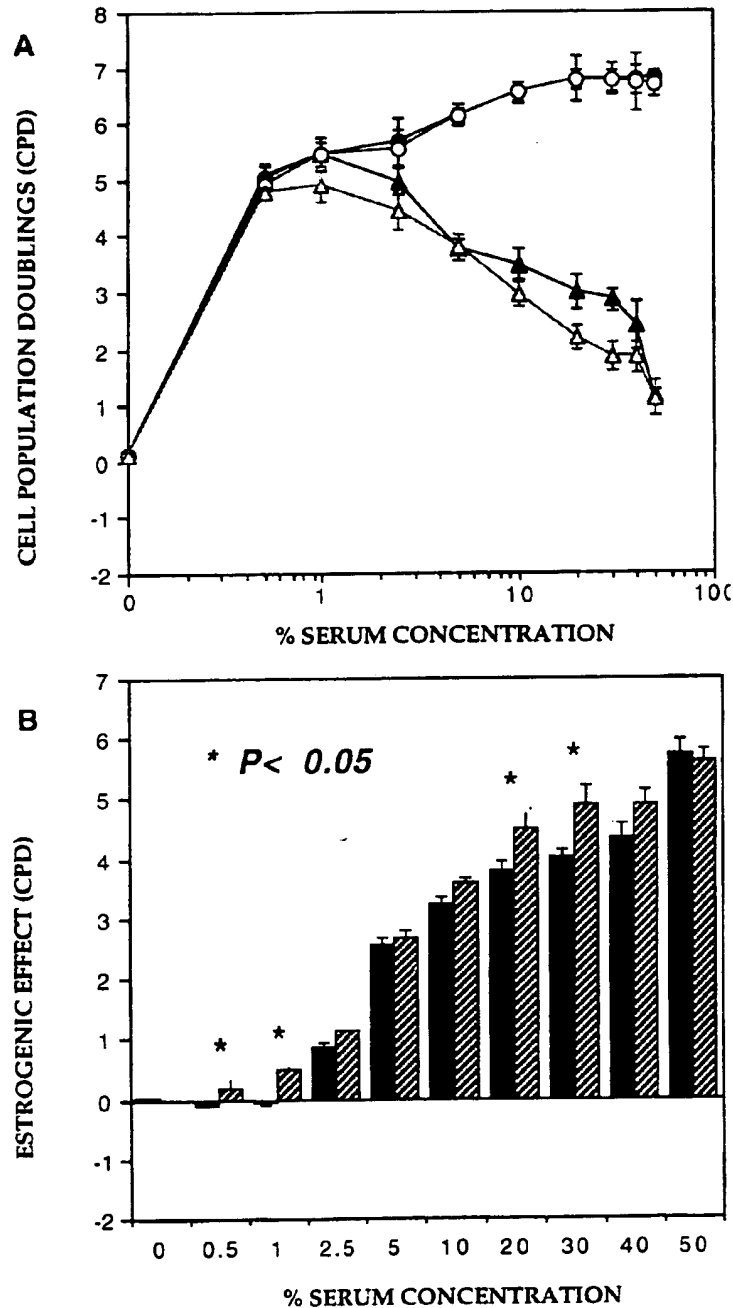 A
CELL POPULATION DOUBLINGS (CPD)
8
7
6
5
4
3
2
1
0
-1
-2
0 1 10 100
% SERUM CONCENTRATION
B
ESTROGENIC EFFECT (CPD)
* P< 0.05
7
6
5
4
3
2
1
0
-1
-2
* * * *
0 0.5 1 2.5 5 10 20 30 40 50
% SERUM CONCENTRATION